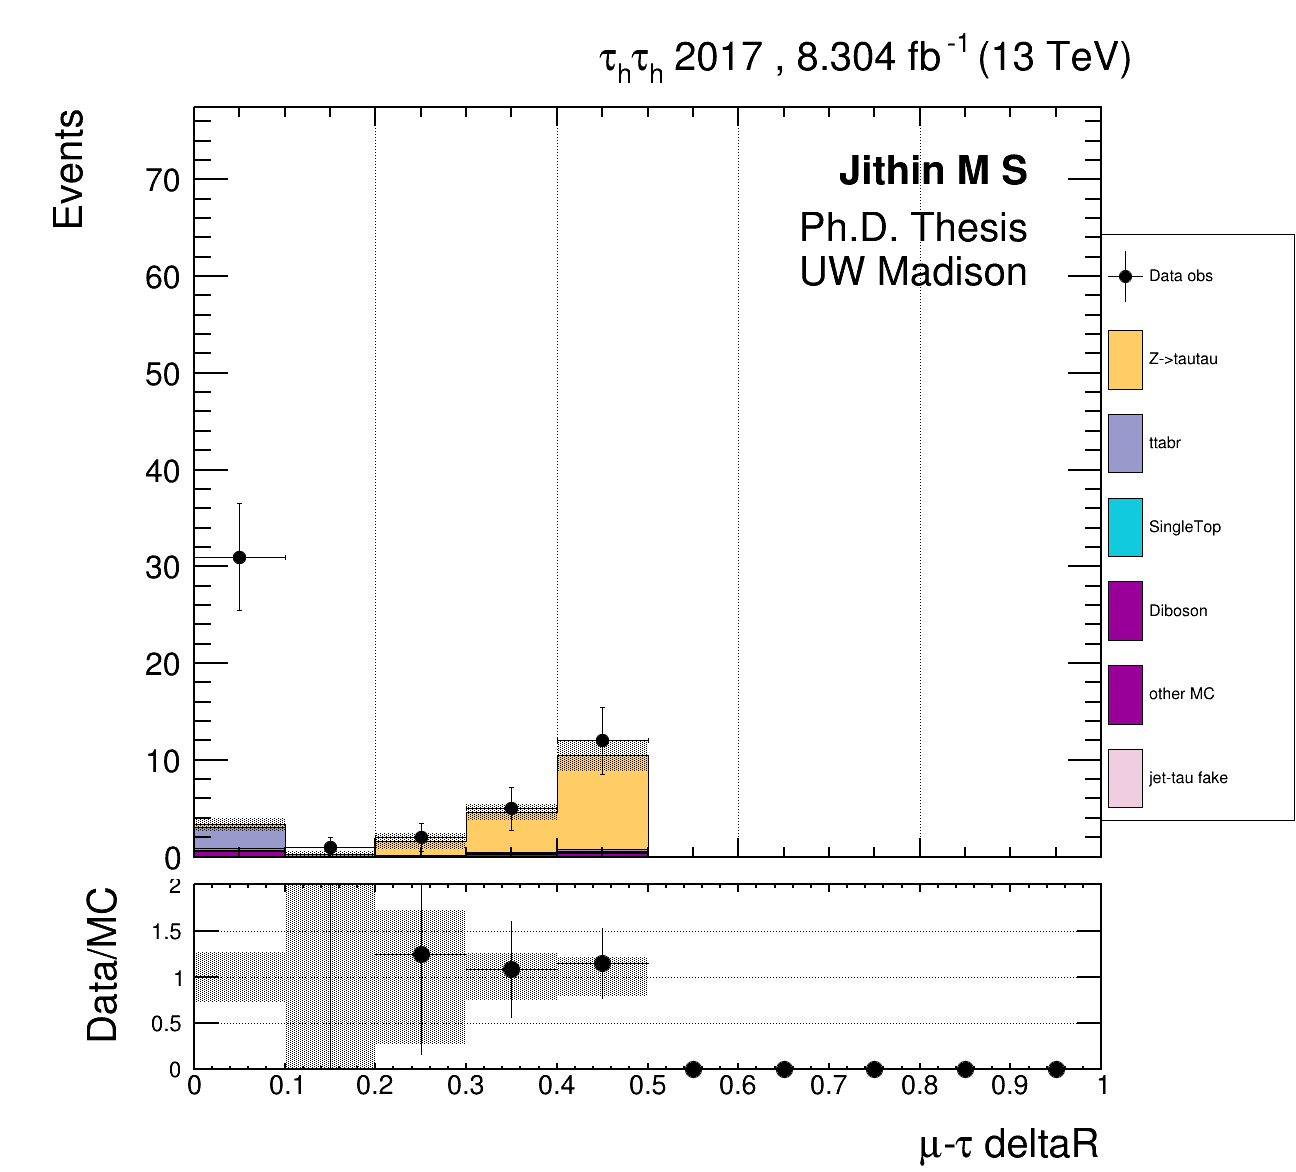 τhτh 2017 , 8.304 fb-1 (13 TeV)
Events
70
60
50
40
30
20
10
0
Jithin M S
Ph.D. Thesis
UW Madison
Data obs
Z->tautau
ttabr
SingleTop
Diboson
other MC
jet-tau fake
Data/MC
2
1.5
1
0.5
0
0 0.1 0.2 0.3 0.4 0.5 0.6 0.7 0.8 0.9 1
μ-τ deltaR